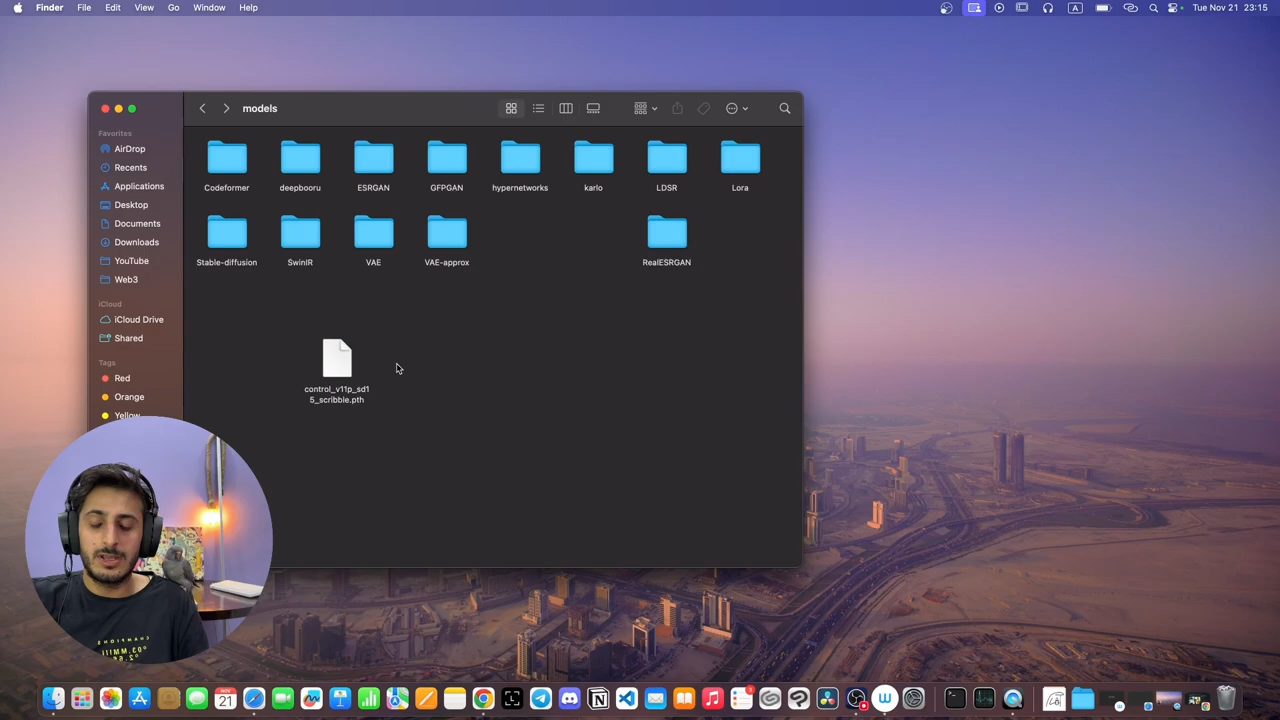 Finder File Edit View Go Window Help
A
Tue Nov 21 23:15
models
Favorites
AirDrop
Recents
Applications
Desktop
Documents
Downloads
YouTube
Web3
iCloud
iCloud Drive
Shared
Tags
Red
Orange
Yellow
Codeformer deepbooru ESRGAN GFPGAN hypernetworks karlo LDSR Lora
Stable-diffusion SwinIR VAE VAE-approx RealESRGAN
control_v11p_sd1
5_scribble.pth
NOV
21